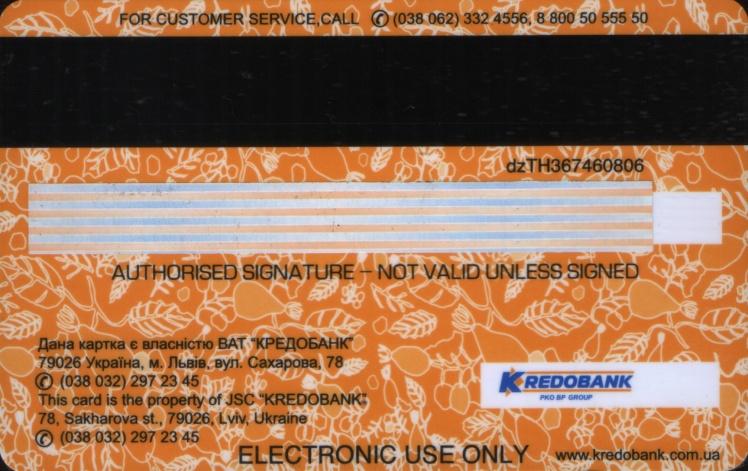 FOR CUSTOMER SERVICE,CALL ✆ (038 062) 332 4556, 8 800 50 555 50
dzTH367460806
AUTHORISED SIGNATURE – NOT VALID UNLESS SIGNED
Дана картка є власністю ВАТ "КРЕДОБАНК"
79026 Україна, м. Львів, вул. Сахарова, 78
✆ (038 032) 297 23 45
This card is the property of JSC "KREDOBANK"
78, Sakharova st., 79026, Lviv, Ukraine
✆ (038 032) 297 23 45
KREDOBANK
PKO BP GROUP
ELECTRONIC USE ONLY
www.kredobank.com.ua